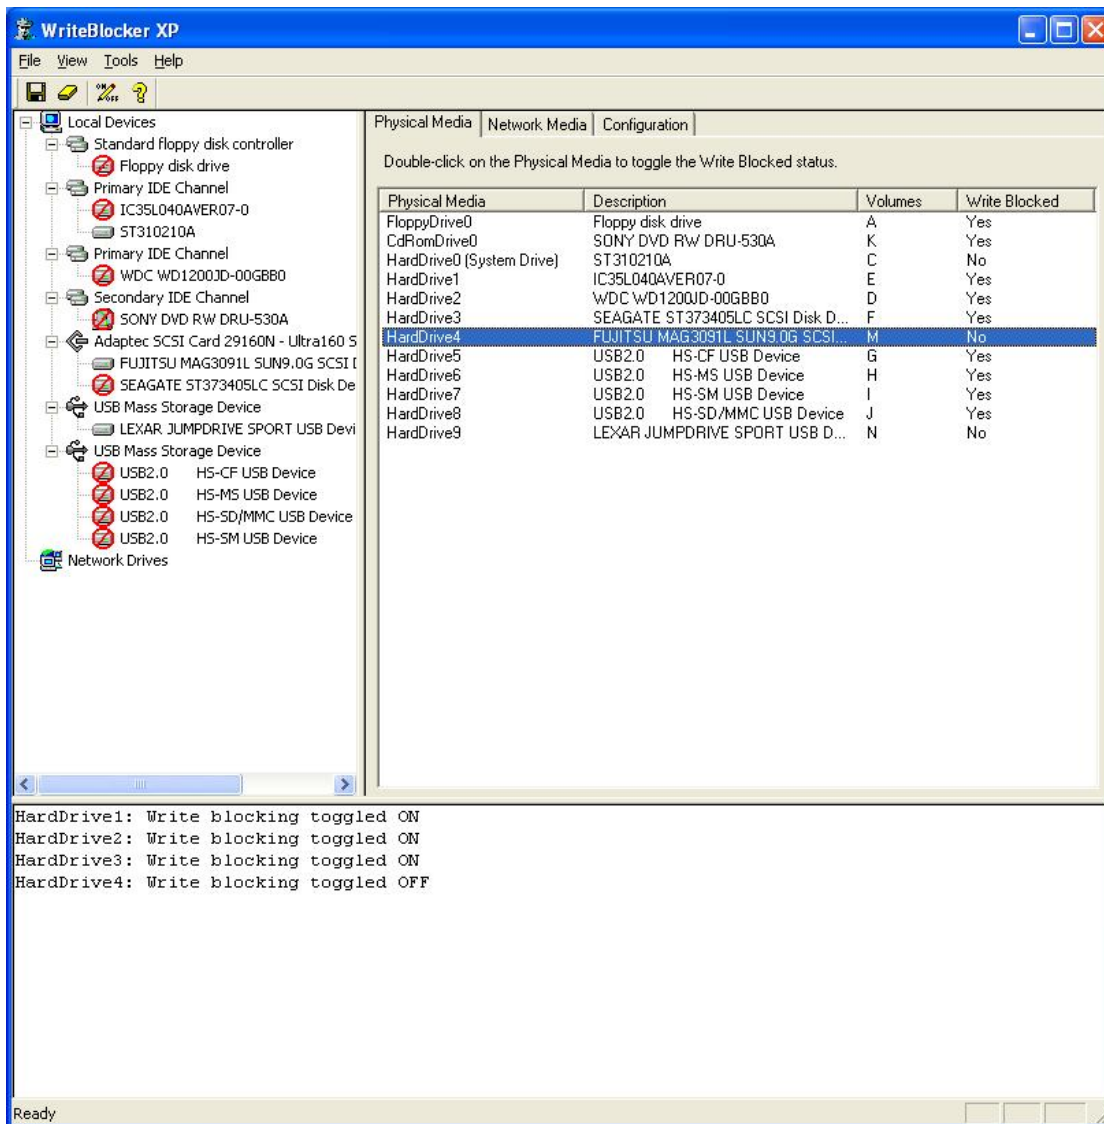 WriteBlocker XP
File View Tools Help
Local Devices
Standard floppy disk controller
Floppy disk drive
Primary IDE Channel
IC35L040AVER07-0
ST310210A
Primary IDE Channel
WDC WD1200JD-00GBB0
Secondary IDE Channel
SONY DVD RW DRU-530A
Adaptec SCSI Card 29160N - Ultra160 S
FUJITSU MAG3091L SUN9.0G SCSI
SEAGATE ST373405LC SCSI Disk De
USB Mass Storage Device
LEXAR JUMPDRIVE SPORT USB Devi
USB Mass Storage Device
USB2.0 HS-CF USB Device
USB2.0 HS-MS USB Device
USB2.0 HS-SD/MMC USB Device
USB2.0 HS-SM USB Device
Network Drives
Physical Media Network Media Configuration
Double-click on the Physical Media to toggle the Write Blocked status.
Physical Media Description Volumes Write Blocked
FloppyDrive0 Floppy disk drive A Yes
CdRomDrive0 SONY DVD RW DRU-530A K Yes
HardDrive0 (System Drive) ST310210A C No
HardDrive1 IC35L040AVER07-0 E Yes
HardDrive2 WDC WD1200JD-00GBB0 D Yes
HardDrive3 SEAGATE ST373405LC SCSI Disk D... F Yes
HardDrive4 FUJITSU MAG3091L SUN9.0G SCSI... M No
HardDrive5 USB2.0 HS-CF USB Device G Yes
HardDrive6 USB2.0 HS-MS USB Device H Yes
HardDrive7 USB2.0 HS-SM USB Device I Yes
HardDrive8 USB2.0 HS-SD/MMC USB Device J Yes
HardDrive9 LEXAR JUMPDRIVE SPORT USB D... N No
HardDrive1: Write blocking toggled ON
HardDrive2: Write blocking toggled ON
HardDrive3: Write blocking toggled ON
HardDrive4: Write blocking toggled OFF
Ready